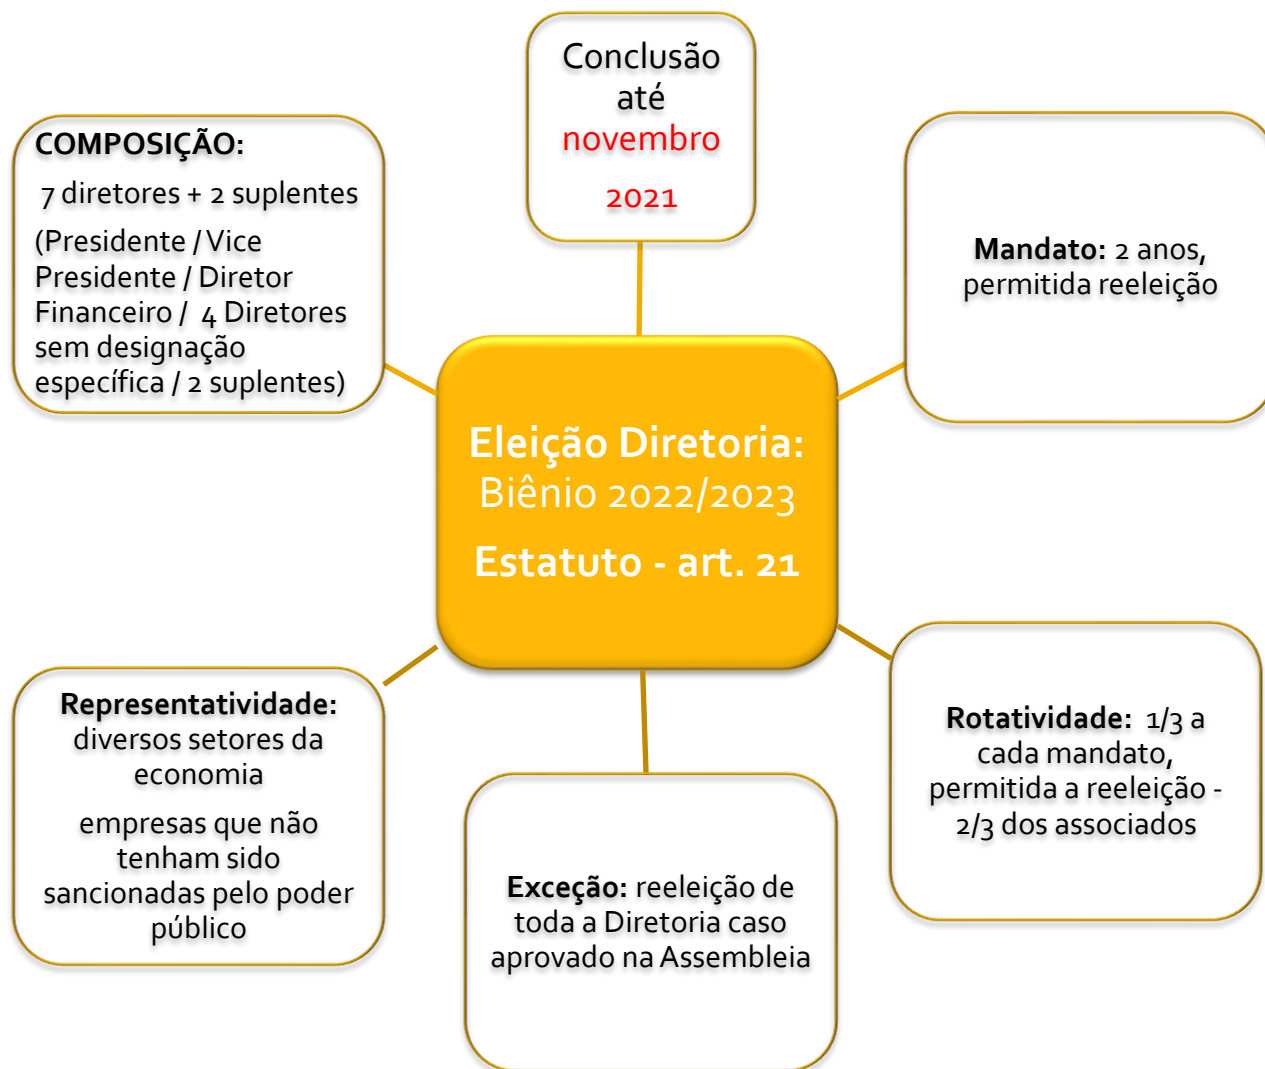 Conclusão
até
novembro
2021
COMPOSIÇÃO:
7 diretores + 2 suplentes
(Presidente / Vice
Presidente / Diretor
Financeiro / 4 Diretores
sem designação
específica / 2 suplentes)
Mandato: 2 anos,
permitida reeleição
Eleição Diretoria:
Biênio 2022/2023
Estatuto - art. 21
Representatividade:
diversos setores da
economia
empresas que não
tenham sido
sancionadas pelo poder
público
Exceção: reeleição de
toda a Diretoria caso
aprovado na Assembleia
Rotatividade: 1/3 a
cada mandato,
permitida a reeleição -
2/3 dos associados